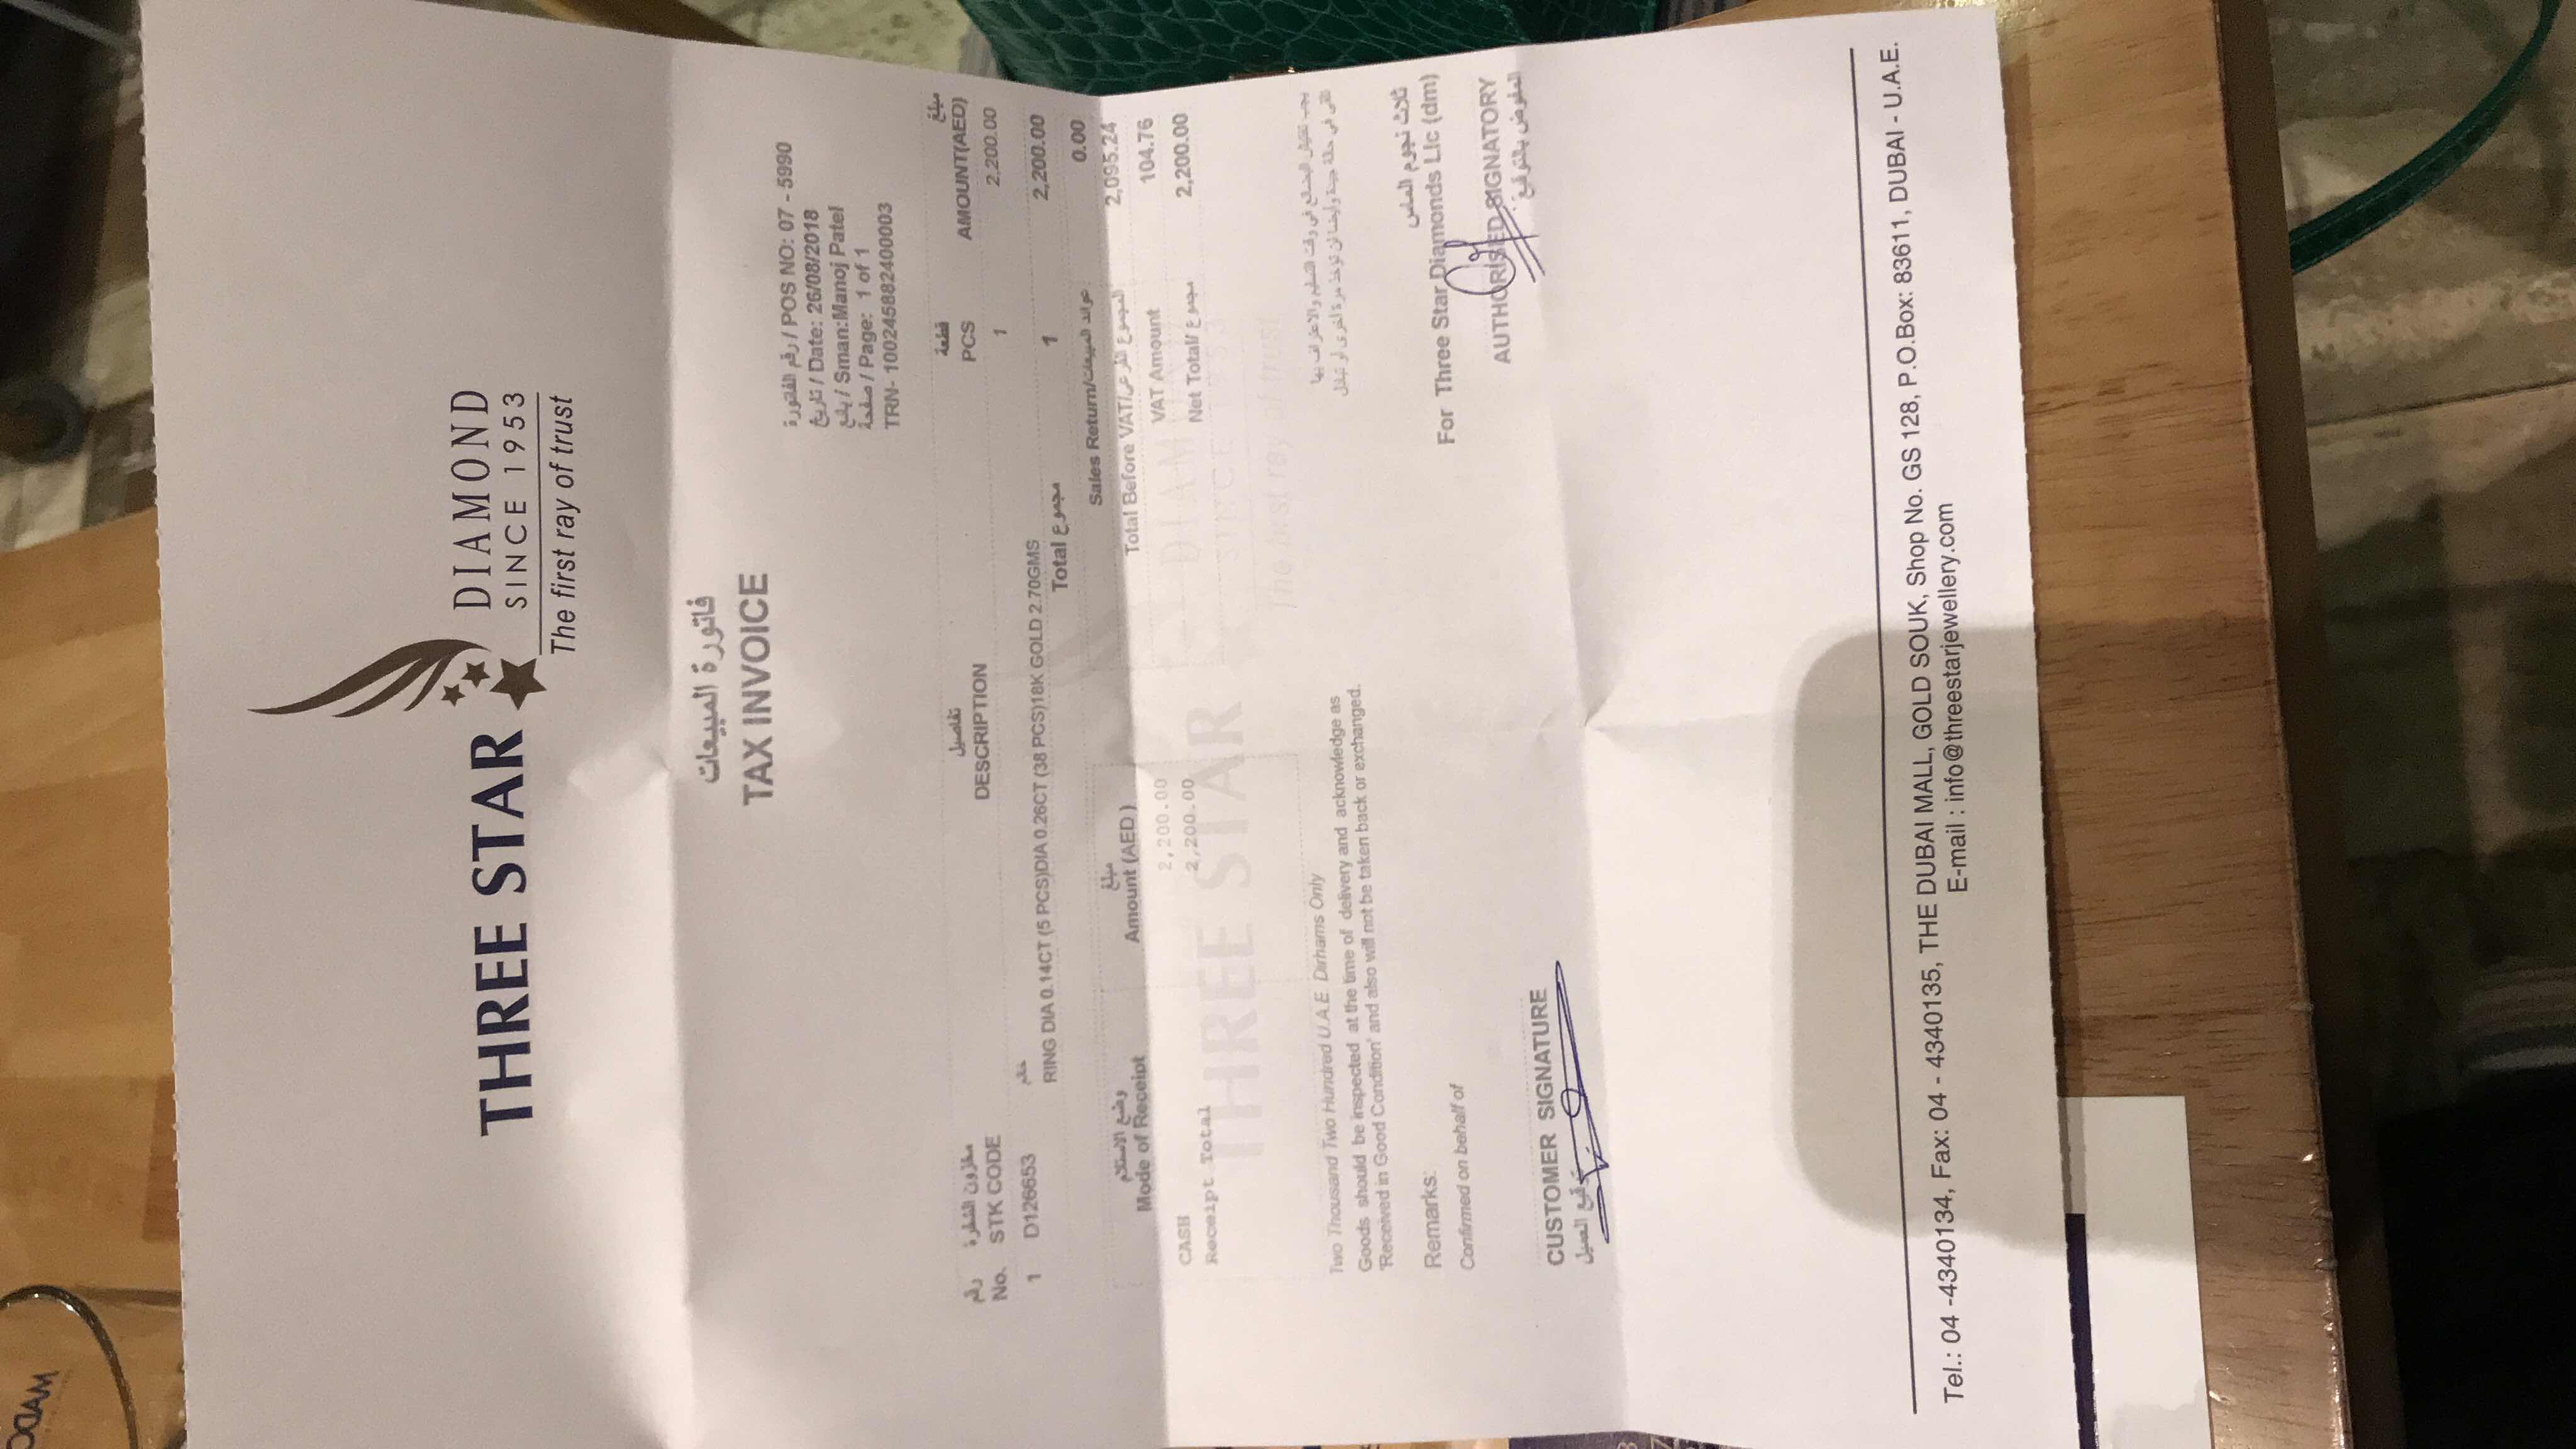 THREE STAR
DIAMOND
SINCE 1953
The first ray of trust
فاتورة المبيعات
TAX INVOICE
رقم الفاتورة / POS NO: 07 - 5990
تاريخ / Date: 26/08/2018
بائع / Sman:Manoj Patel
صفحة / Page: 1 of 1
TRN- 100245882400003
رقم مخزون الشفرة تفاصيل قطعة مبلغ
No. STK CODE DESCRIPTION PCS AMOUNT(AED)
1 D126653 خاتم 1 2,200.00
RING DIA 0.14CT (5 PCS)DIA 0.26CT (38 PCS)18K GOLD 2.70GMS
Total مجموع 1 2,200.00
Sales Return/عوائد المبيعات 0.00
Total Before VAT/المجموع الفرعي 2,095.24
VAT Amount 104.76
Net Total/ مجموع 2,200.00
وضع الاستلام مبلغ
Mode of Receipt Amount (AED )
CASH 2,200.00
Receipt Total 2,200.00
THREE STAR
DIAM
SINCE 1953
The first ray of trust
Two Thousand Two Hundred U.A.E. Dirhams Only
Goods should be inspected at the time of delivery and acknowledge as
'Received in Good Condition' and also will not be taken back or exchanged.
يجب تفتيش البضائع في وقت التسليم والاعتراف بها
تلقى في حالة جيدة وأيضا لن تؤخذ مرة أخرى أو تبادل
Remarks:
Confirmed on behalf of
ثلاث نجوم الماس
For Three Star Diamonds Llc (dm)
AUTHORISED SIGNATORY
المفوض بالتوقيع
CUSTOMER SIGNATURE
توقيع العميل
Tel.: 04 -4340134, Fax: 04 - 4340135, THE DUBAI MALL, GOLD SOUK, Shop No. GS 128, P.O.Box: 83611, DUBAI - U.A.E.
E-mail : info@threestarjewellery.com